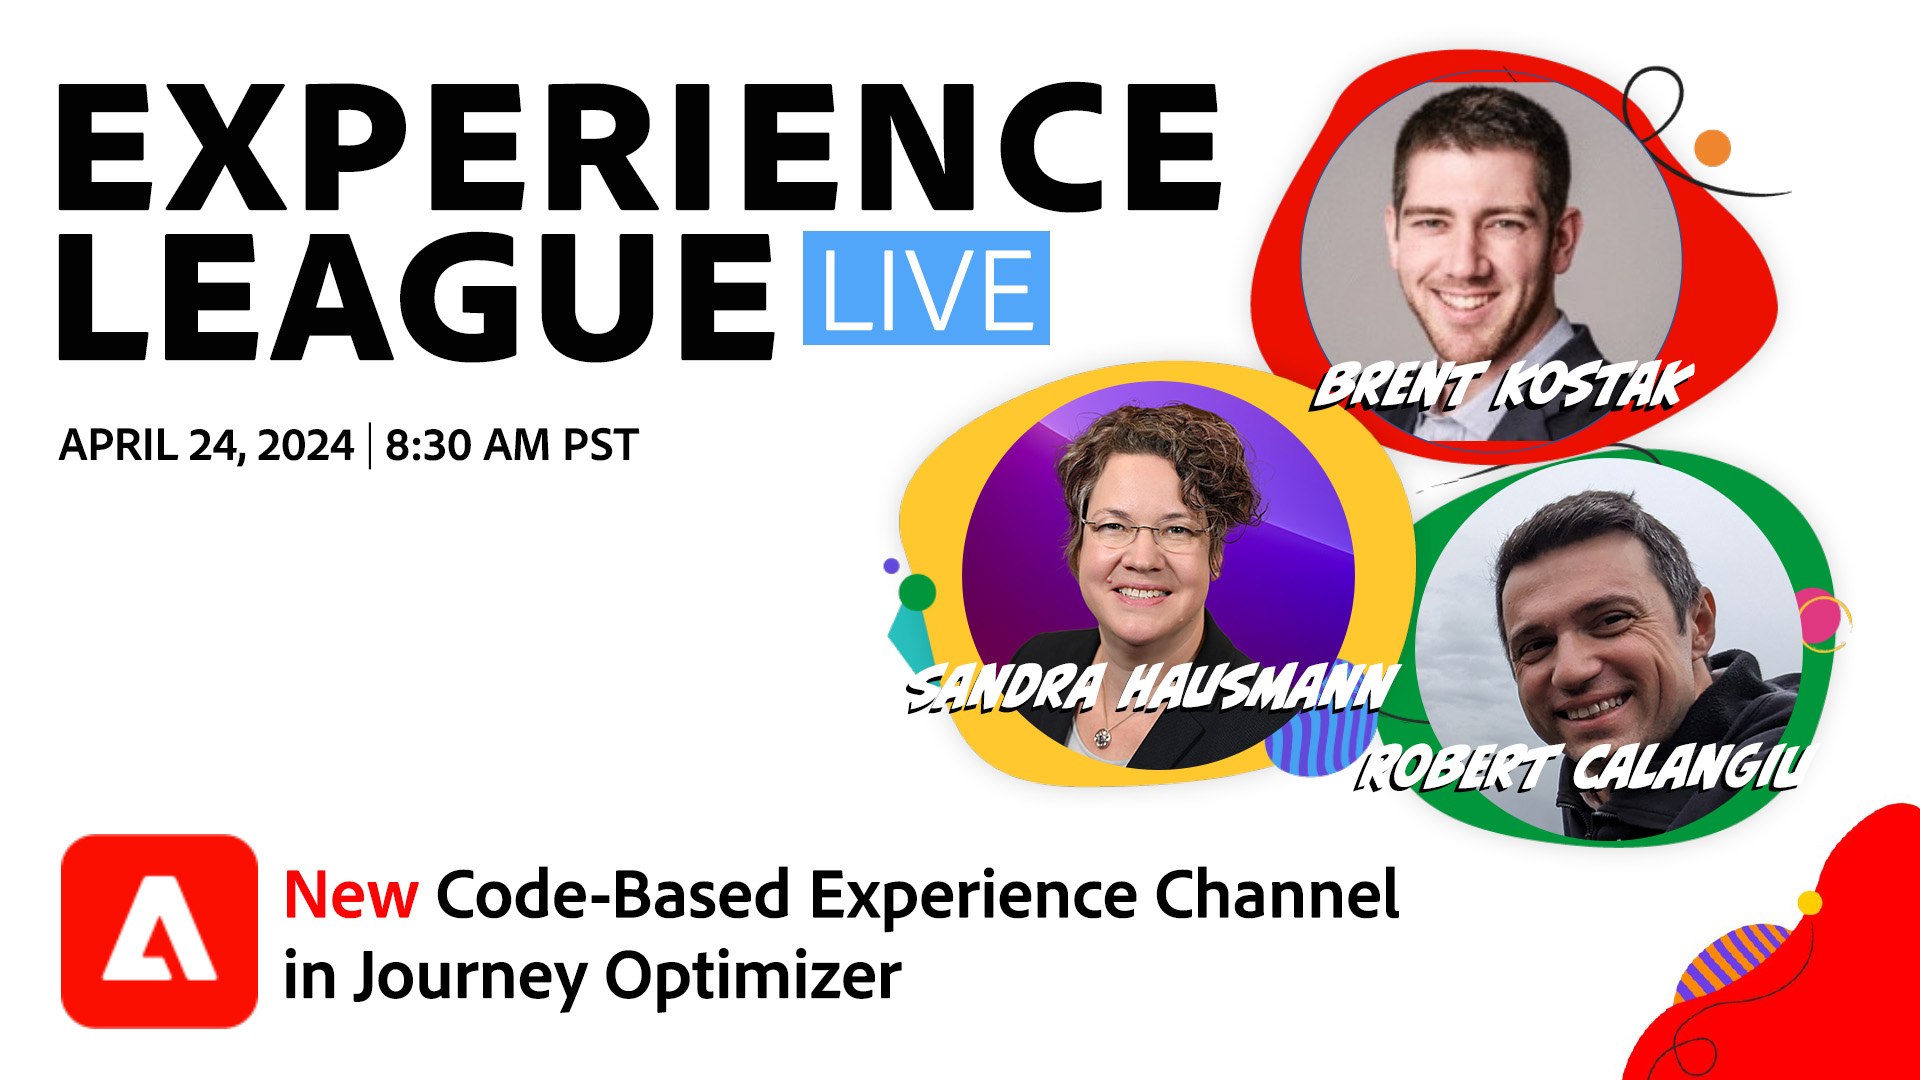 EXPERIENCE
LEAGUE LIVE
APRIL 24, 2024 | 8:30 AM PST
BRENT KOSTAK
SANDRA HAUSMANN
ROBERT CALANGIU
New Code-Based Experience Channel
in Journey Optimizer